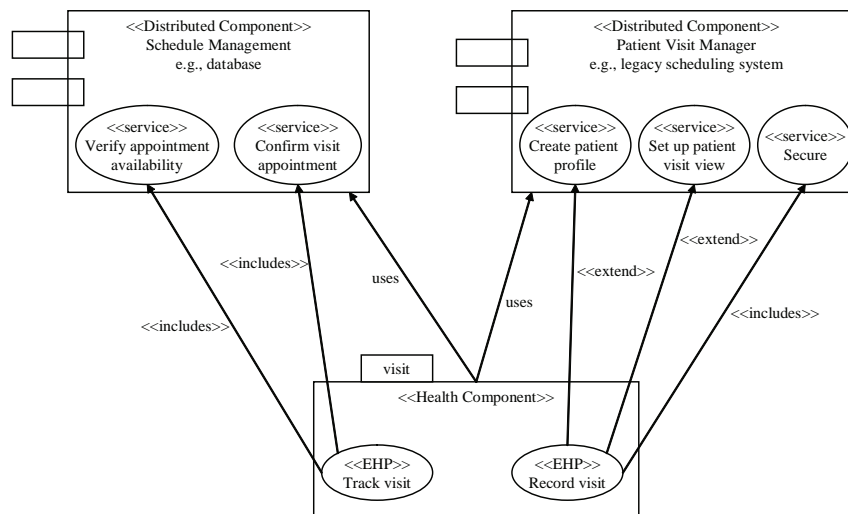 <<Distributed Component>>
Schedule Management
e.g., database
<<service>>
Verify appointment
availability
<<service>>
Confirm visit
appointment
<<Distributed Component>>
Patient Visit Manager
e.g., legacy scheduling system
<<service>>
Create patient
profile
<<service>>
Set up patient
visit view
<<service>>
Secure
<<includes>>
<<includes>>
uses
uses
<<extend>>
<<extend>>
<<includes>>
visit
<<Health Component>>
<<EHP>>
Track visit
<<EHP>>
Record visit